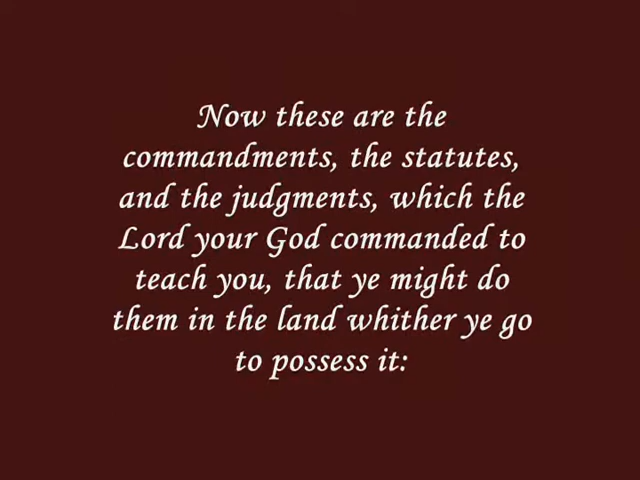 Now these are the
commandments, the statutes,
and the judgments, which the
Lord your God commanded to
teach you, that ye might do
them in the land whither ye go
to possess it: